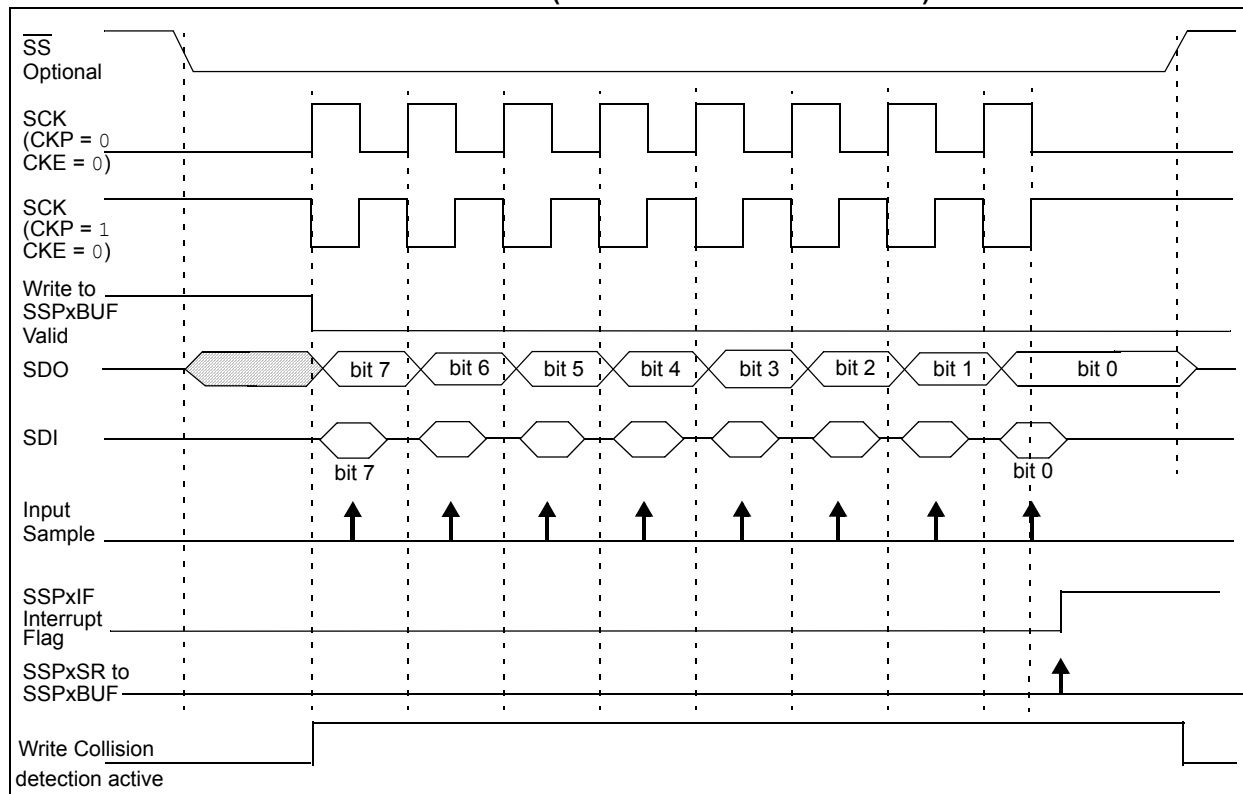 SS
Optional
SCK
(CKP = 0
CKE = 0)
SCK
(CKP = 1
CKE = 0)
Write to
SSPxBUF
Valid
SDO
bit 7 bit 6 bit 5 bit 4 bit 3 bit 2 bit 1 bit 0
SDI
bit 7 bit 0
Input
Sample
SSPxIF
Interrupt
Flag
SSPxSR to
SSPxBUF
Write Collision
detection active